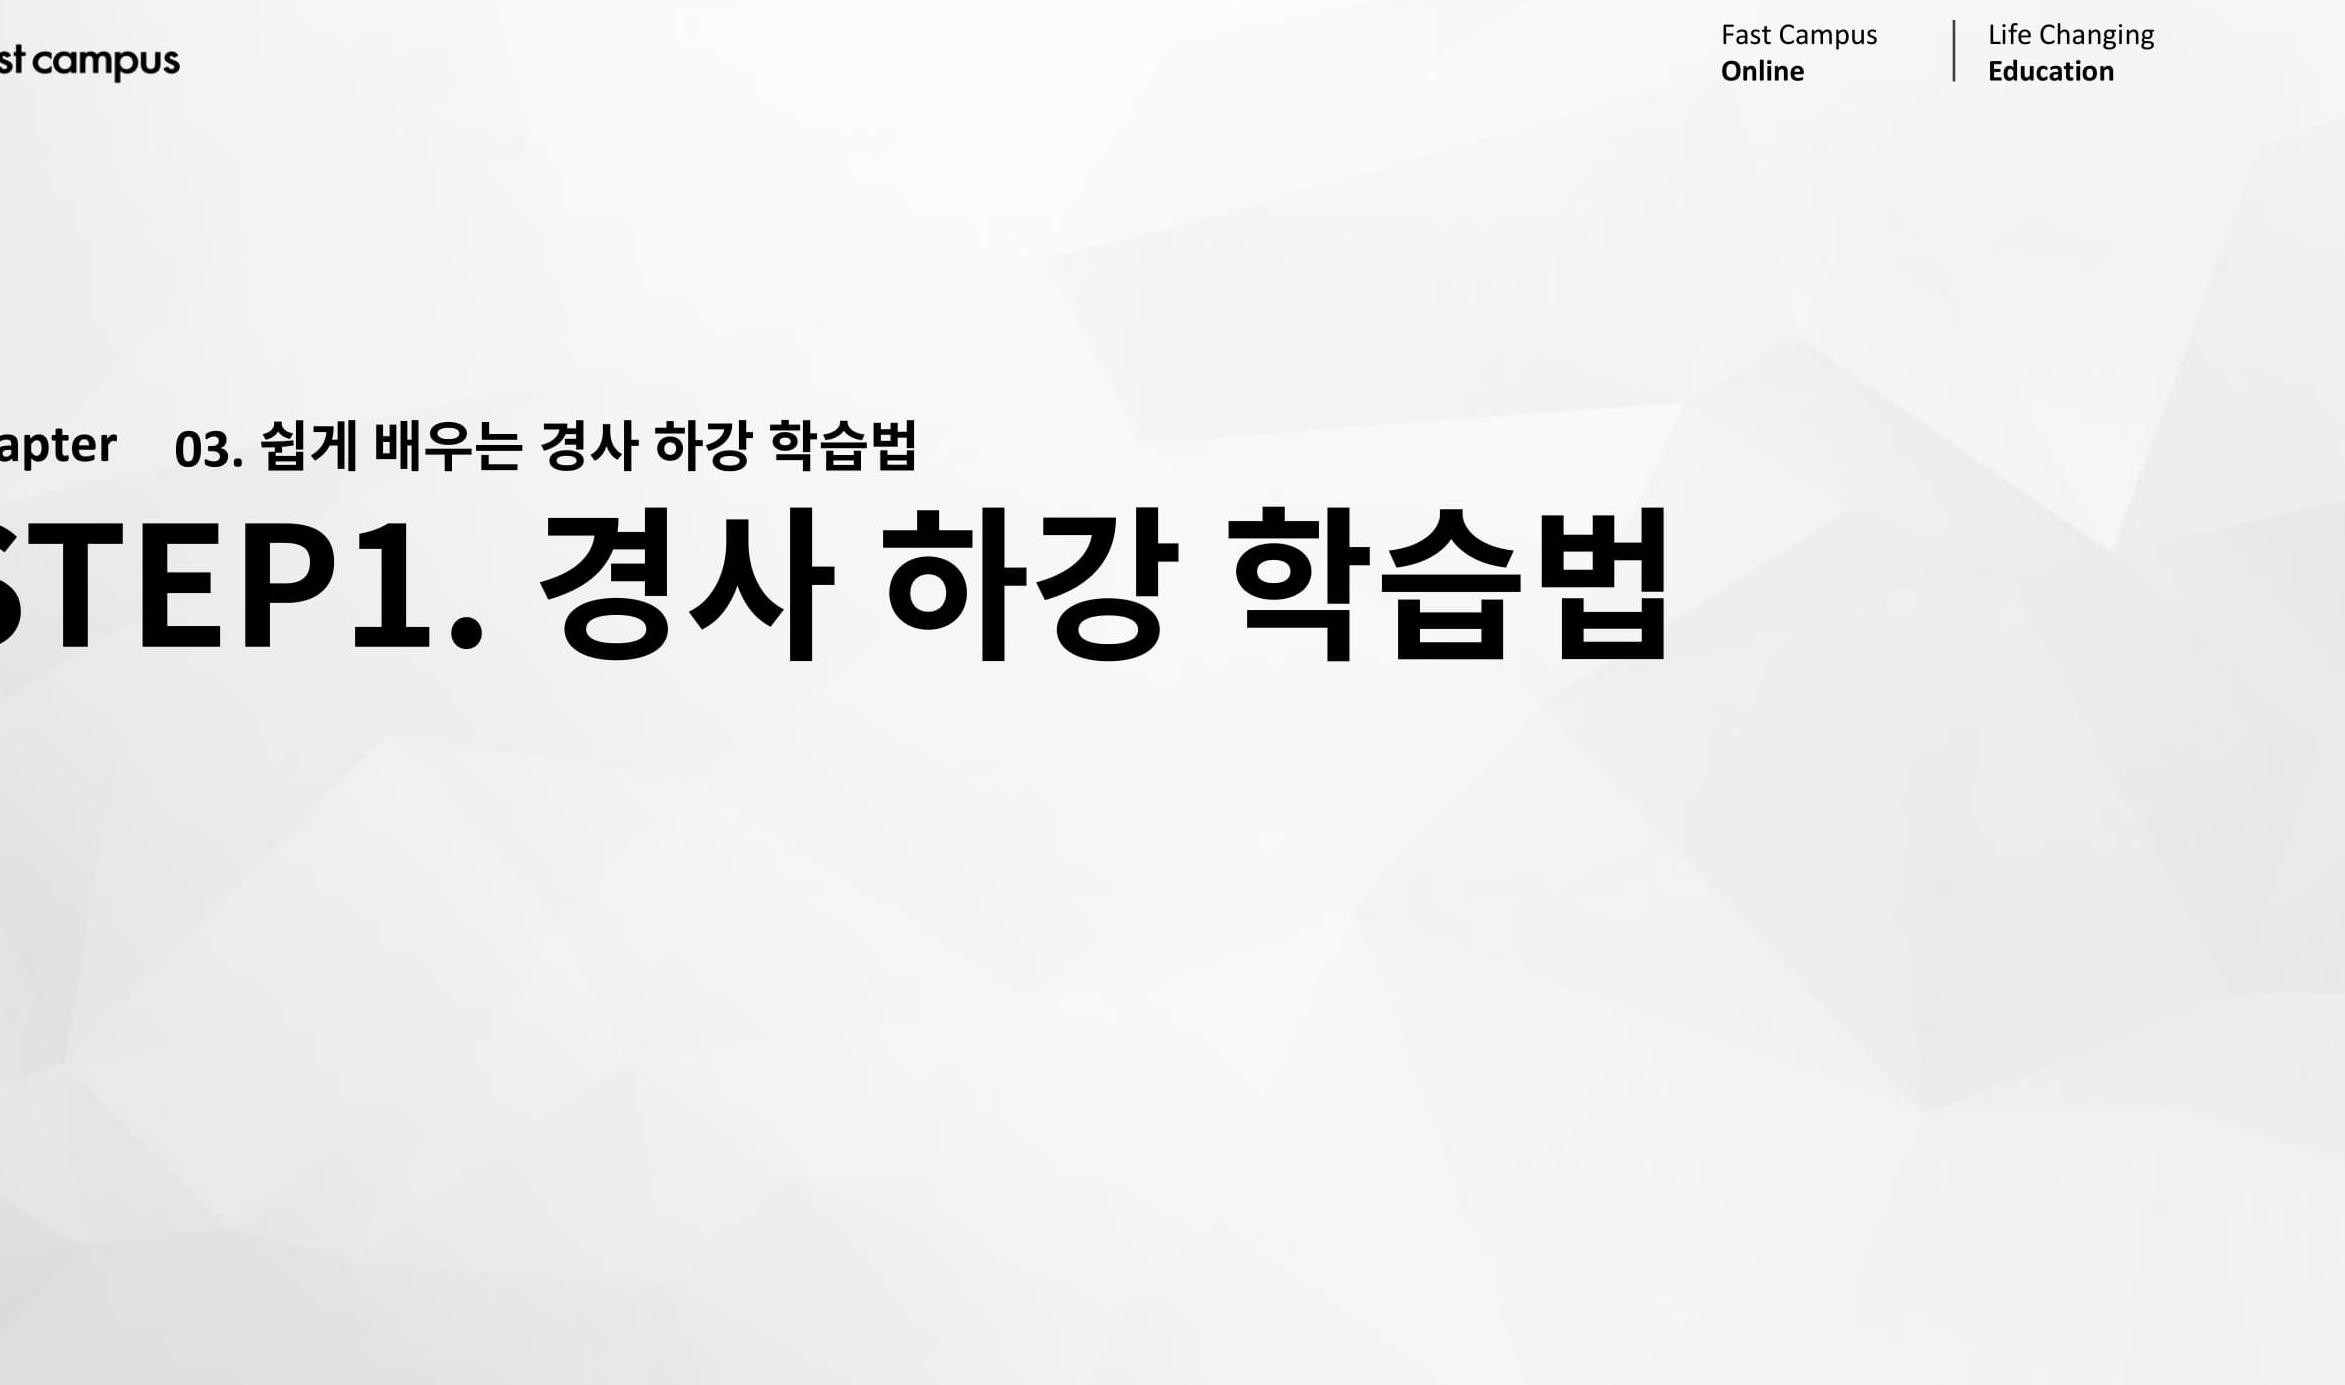 st campus
Fast Campus
Online
Life Changing
Education
apter 03. 쉽게 배우는 경사 하강 학습법
STEP1. 경사 하강 학습법